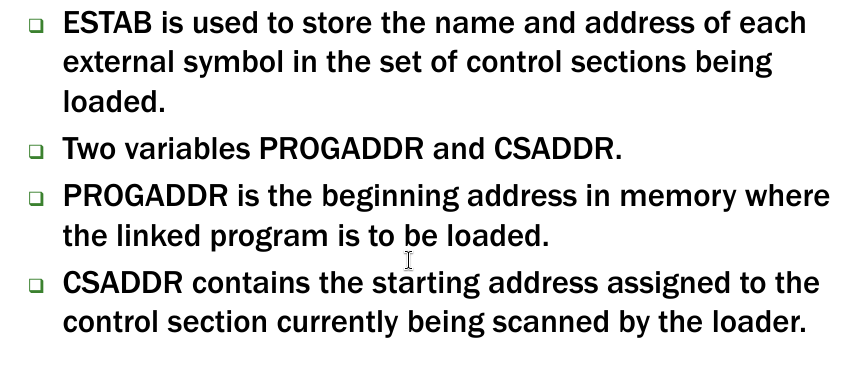 ESTAB is used to store the name and address of each
external symbol in the set of control sections being
loaded.
Two variables PROGADDR and CSADDR.
PROGADDR is the beginning address in memory where
the linked program is to be loaded.
CSADDR contains the starting address assigned to the
control section currently being scanned by the loader.